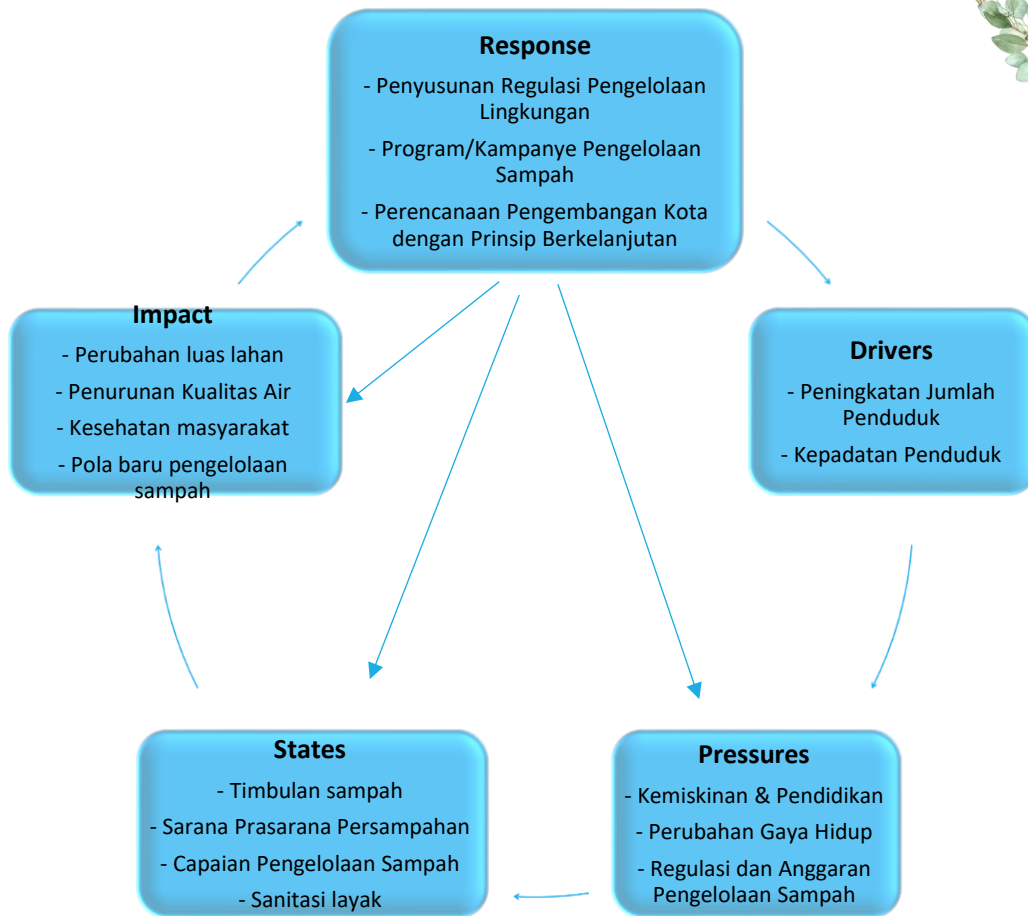 Response
- Penyusunan Regulasi Pengelolaan
Lingkungan
- Program/Kampanye Pengelolaan
Sampah
- Perencanaan Pengembangan Kota
dengan Prinsip Berkelanjutan
Impact
- Perubahan luas lahan
- Penurunan Kualitas Air
- Kesehatan masyarakat
- Pola baru pengelolaan
sampah
Drivers
- Peningkatan Jumlah
Penduduk
- Kepadatan Penduduk
States
- Timbulan sampah
- Sarana Prasarana Persampahan
- Capaian Pengelolaan Sampah
- Sanitasi layak
Pressures
- Kemiskinan & Pendidikan
- Perubahan Gaya Hidup
- Regulasi dan Anggaran
Pengelolaan Sampah